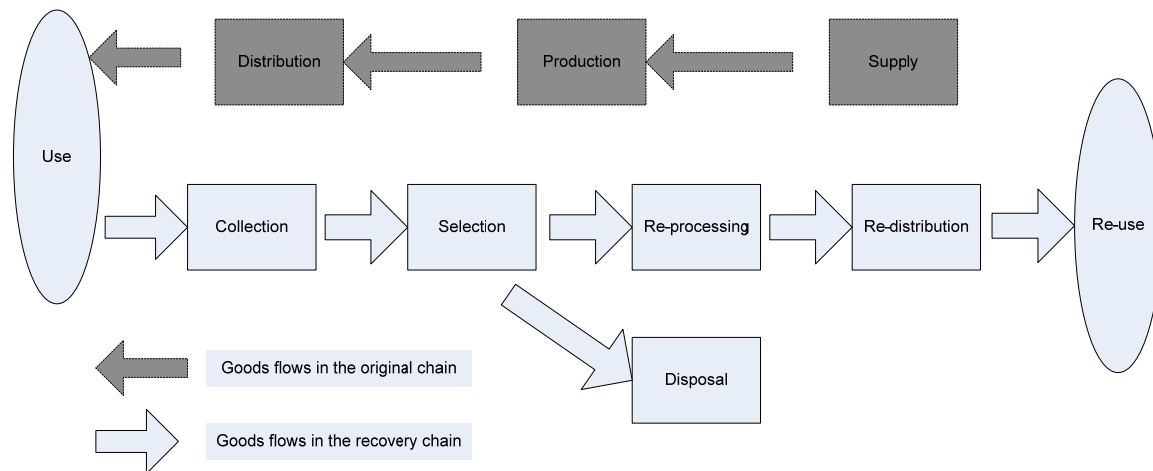 Distribution
Production
Supply
Use
Collection
Selection
Re-processing
Re-distribution
Re-use
Goods flows in the original chain
Disposal
Goods flows in the recovery chain